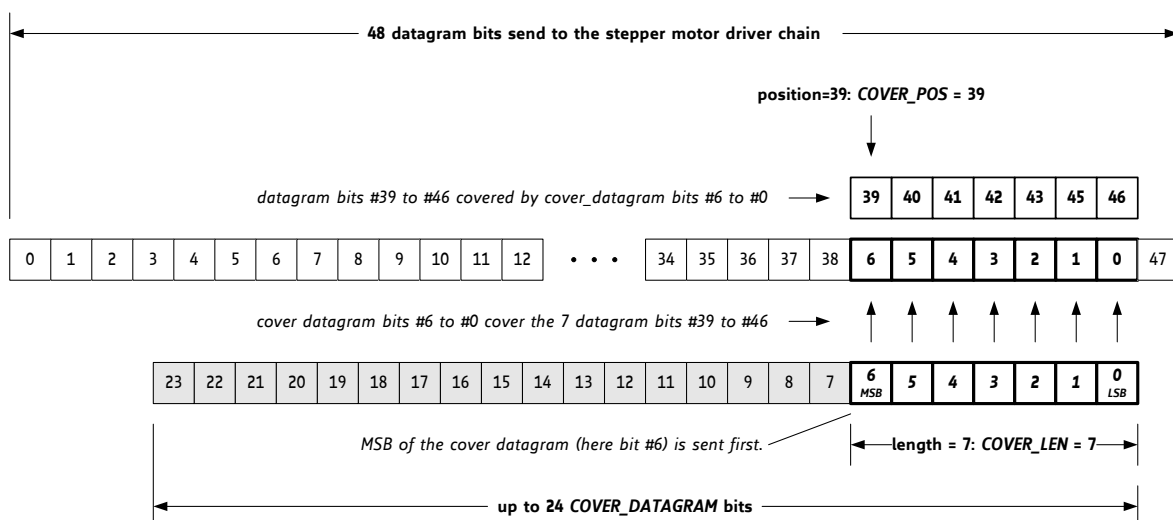 48 datagram bits send to the stepper motor driver chain
position=39: COVER_POS = 39
datagram bits #39 to #46 covered by cover_datagram bits #6 to #0
39 40 41 42 43 45 46
0 1 2 3 4 5 6 7 8 9 10 11 12 • • • 34 35 36 37 38 6 5 4 3 2 1 0 47
cover datagram bits #6 to #0 cover the 7 datagram bits #39 to #46
23 22 21 20 19 18 17 16 15 14 13 12 11 10 9 8 7 6 5 4 3 2 1 0
MSB LSB
MSB of the cover datagram (here bit #6) is sent first.
length = 7: COVER_LEN = 7
up to 24 COVER_DATAGRAM bits